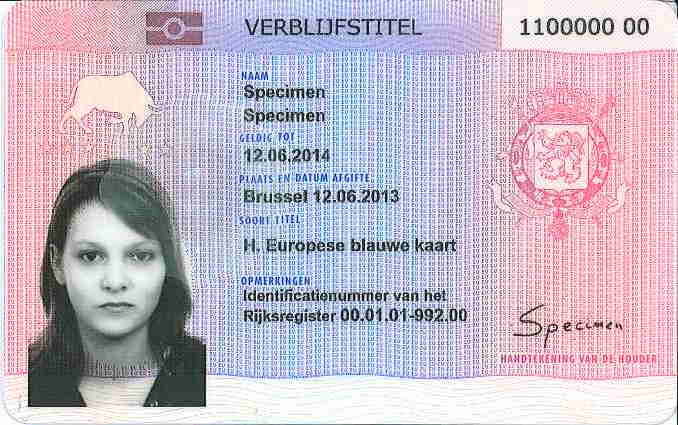 VERBLIJFSTITEL
1100000 00
NAAM
Specimen
Specimen
GELDIG TOT
12.06.2014
PLAATS EN DATUM AFGIFTE
Brussel 12.06.2013
SOORT TITEL
H. Europese blauwe kaart
OPMERKINGEN
Identificatienummer van het
Rijksregister 00.01.01-992.00
Specimen
HANDTEKENING VAN DE HOUDER